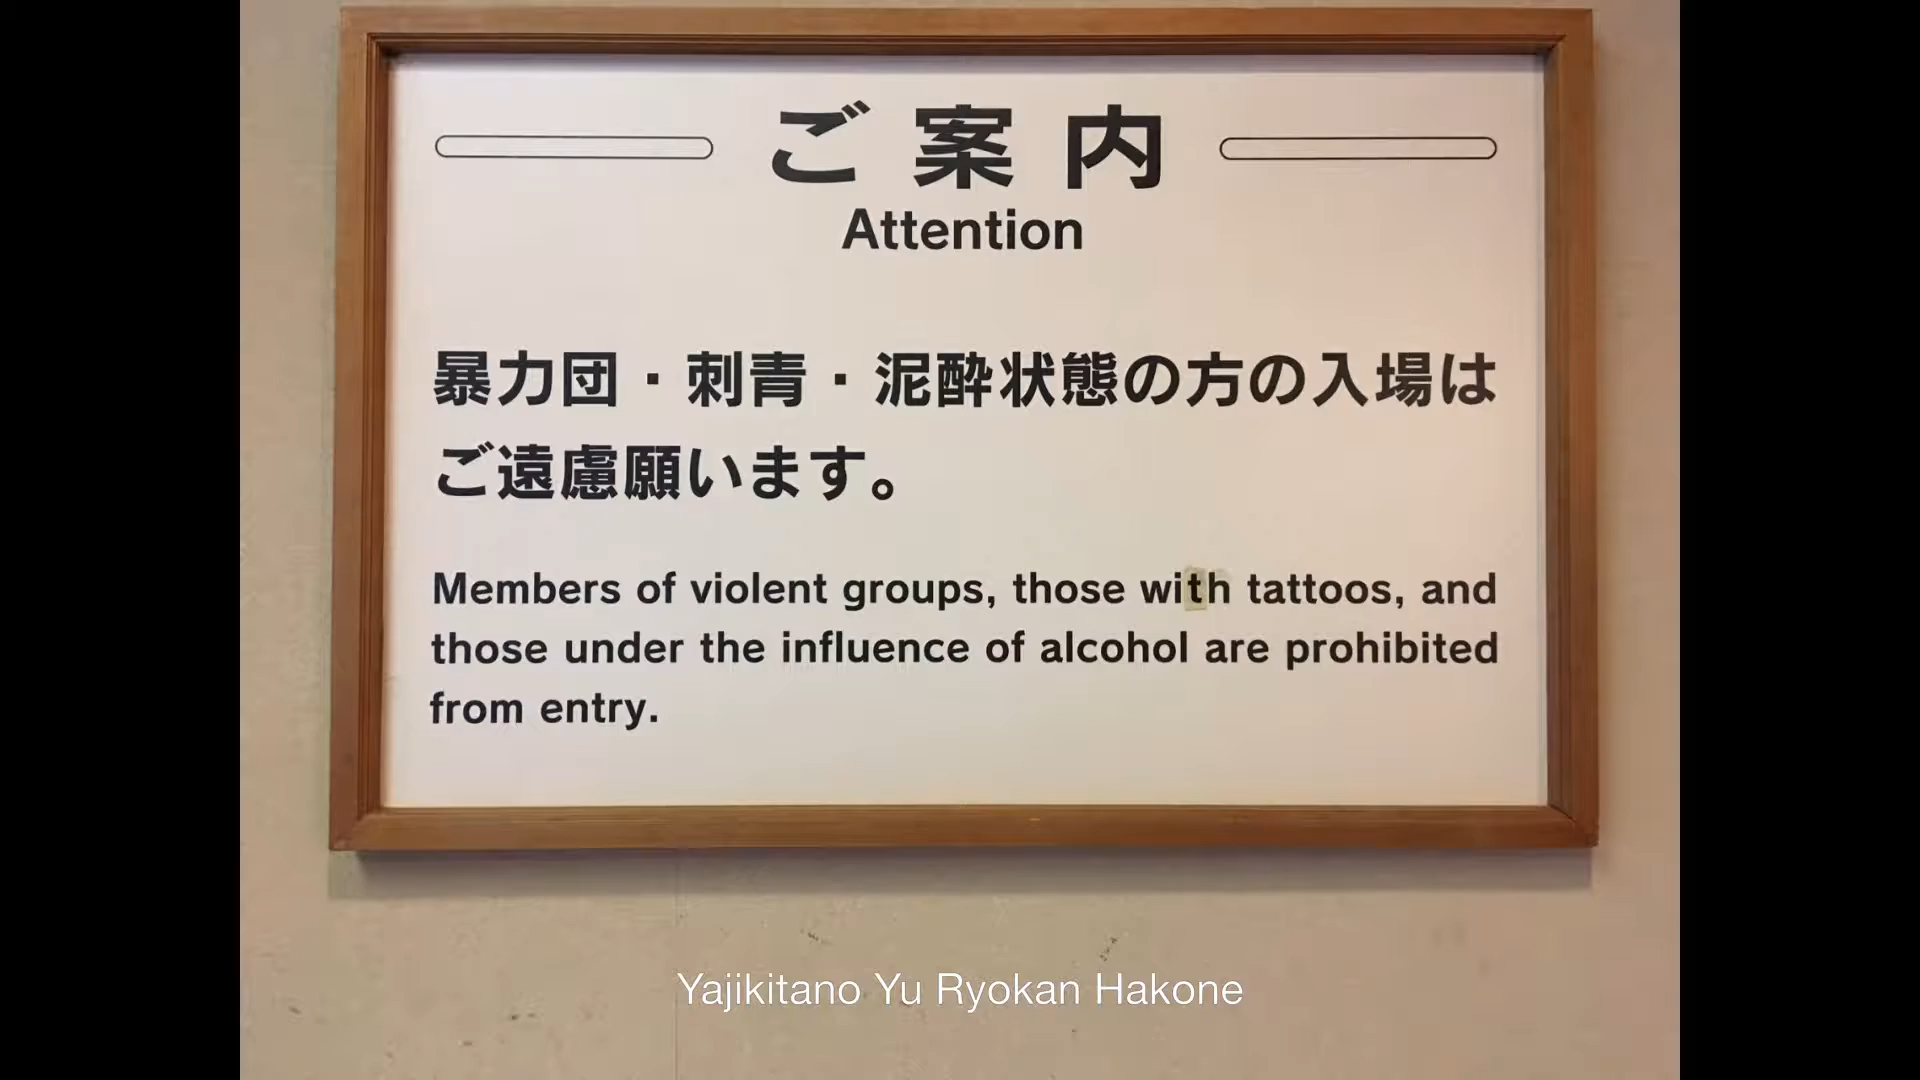 ご案内
Attention
暴力団・刺青・泥酔状態の方の入場は
ご遠慮願います。
Members of violent groups, those with tattoos, and
those under the influence of alcohol are prohibited
from entry.
Yajikitano Yu Ryokan Hakone